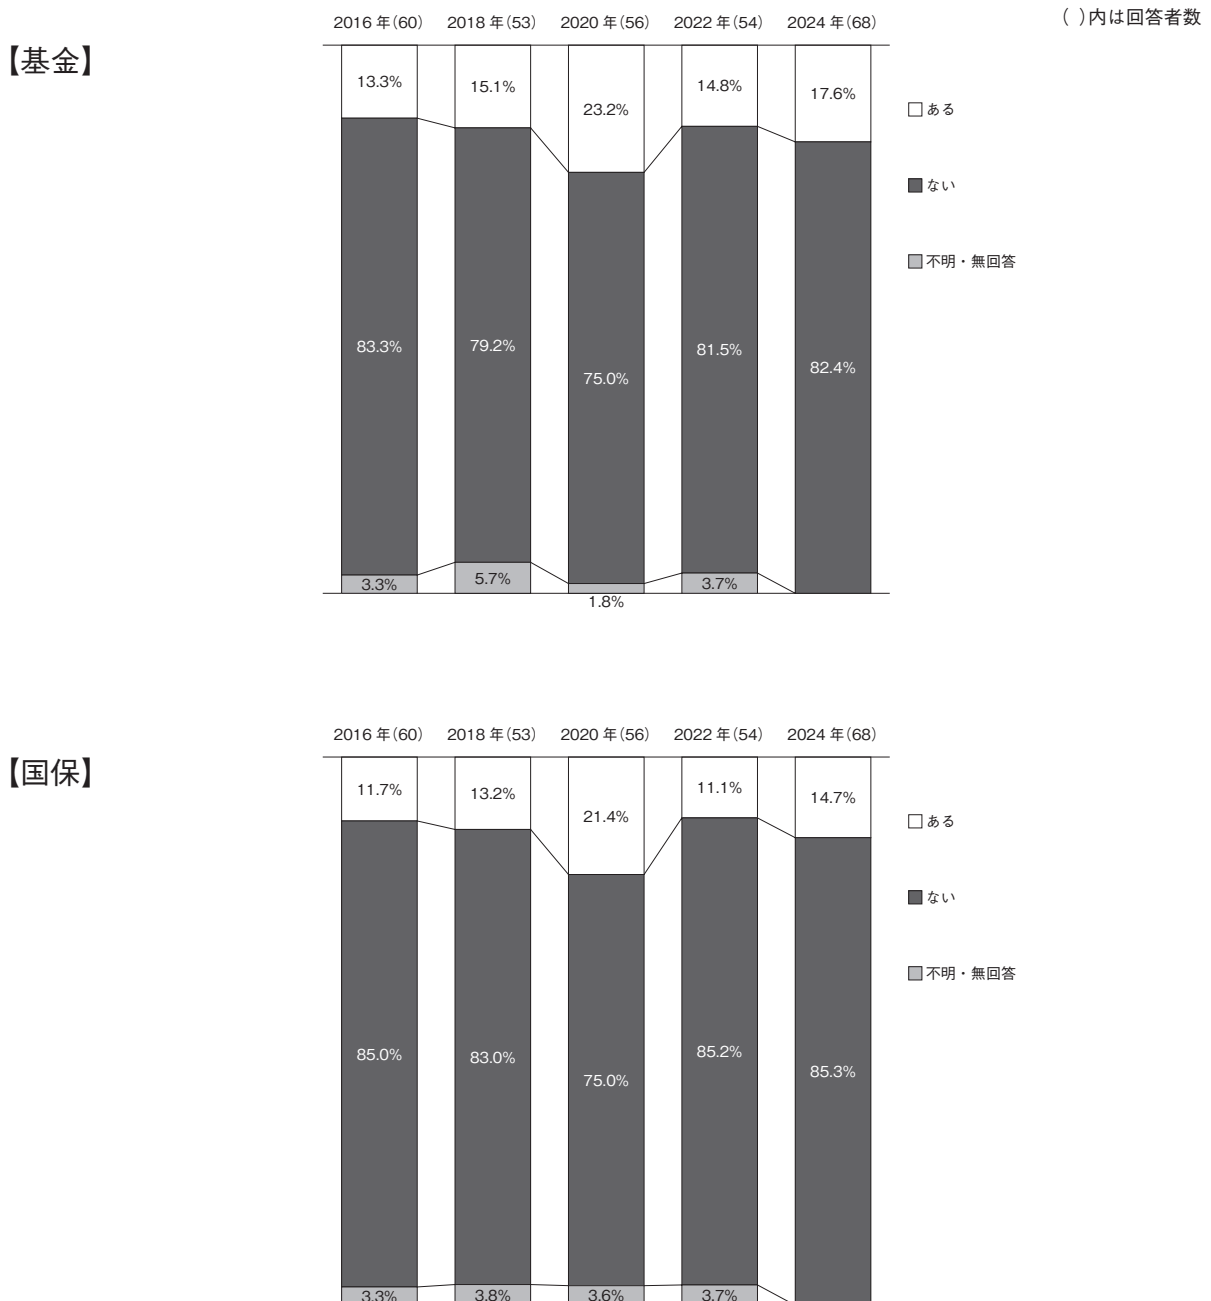 ( )内は回答者数
【基金】
2016 年(60) 2018 年(53) 2020 年(56) 2022 年(54) 2024 年(68)
13.3% 15.1% 23.2% 14.8% 17.6%
ある
ない
不明・無回答
83.3% 79.2% 75.0% 81.5% 82.4%
3.3% 5.7% 1.8% 3.7%
【国保】
2016 年(60) 2018 年(53) 2020 年(56) 2022 年(54) 2024 年(68)
11.7% 13.2% 21.4% 11.1% 14.7%
ある
ない
不明・無回答
85.0% 83.0% 75.0% 85.2% 85.3%
3.3% 3.8% 3.6% 3.7%